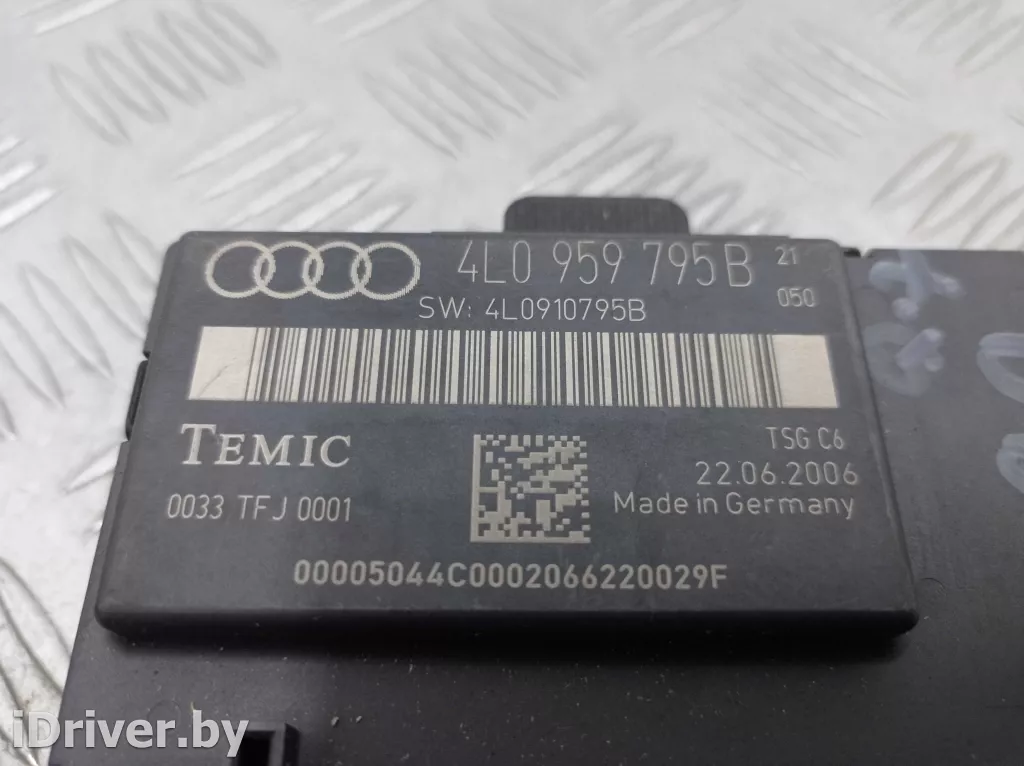 4L0 959 795B 21
050
SW: 4L0910795B
TEMIC
TSG C6
22.06.2006
0033 TFJ 0001
Made in Germany
00005044C0002066220029F
iDriver.by